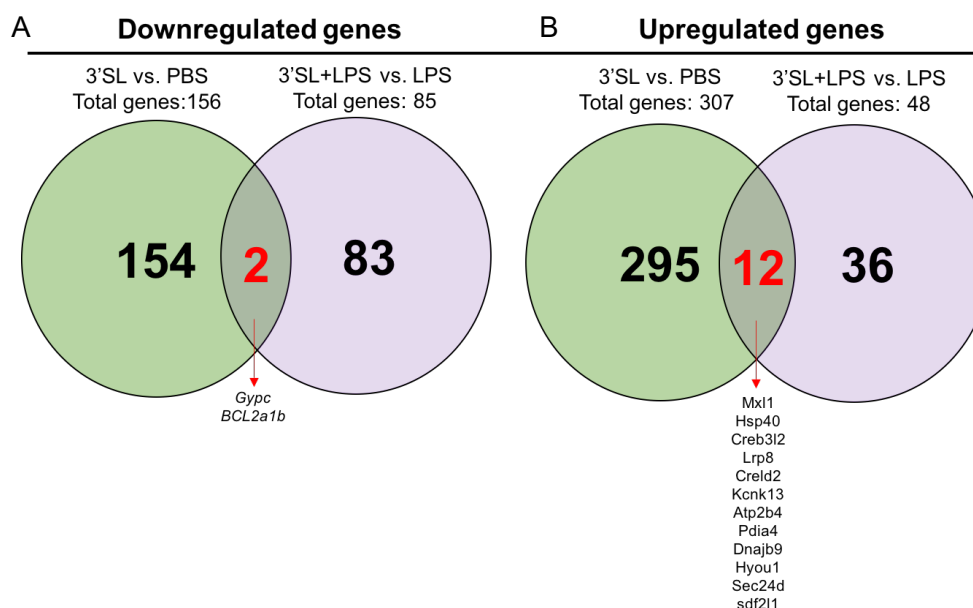 A
Downregulated genes
3'SL vs. PBS
Total genes:156
3'SL+LPS vs. LPS
Total genes: 85
154
2
83
Gypc
BCL2a1b
B
Upregulated genes
3'SL vs. PBS
Total genes: 307
3'SL+LPS vs. LPS
Total genes: 48
295
12
36
Mxl1
Hsp40
Creb3l2
Lrp8
Creld2
Kcnk13
Atp2b4
Pdia4
Dnajb9
Hyou1
Sec24d
sdf2l1